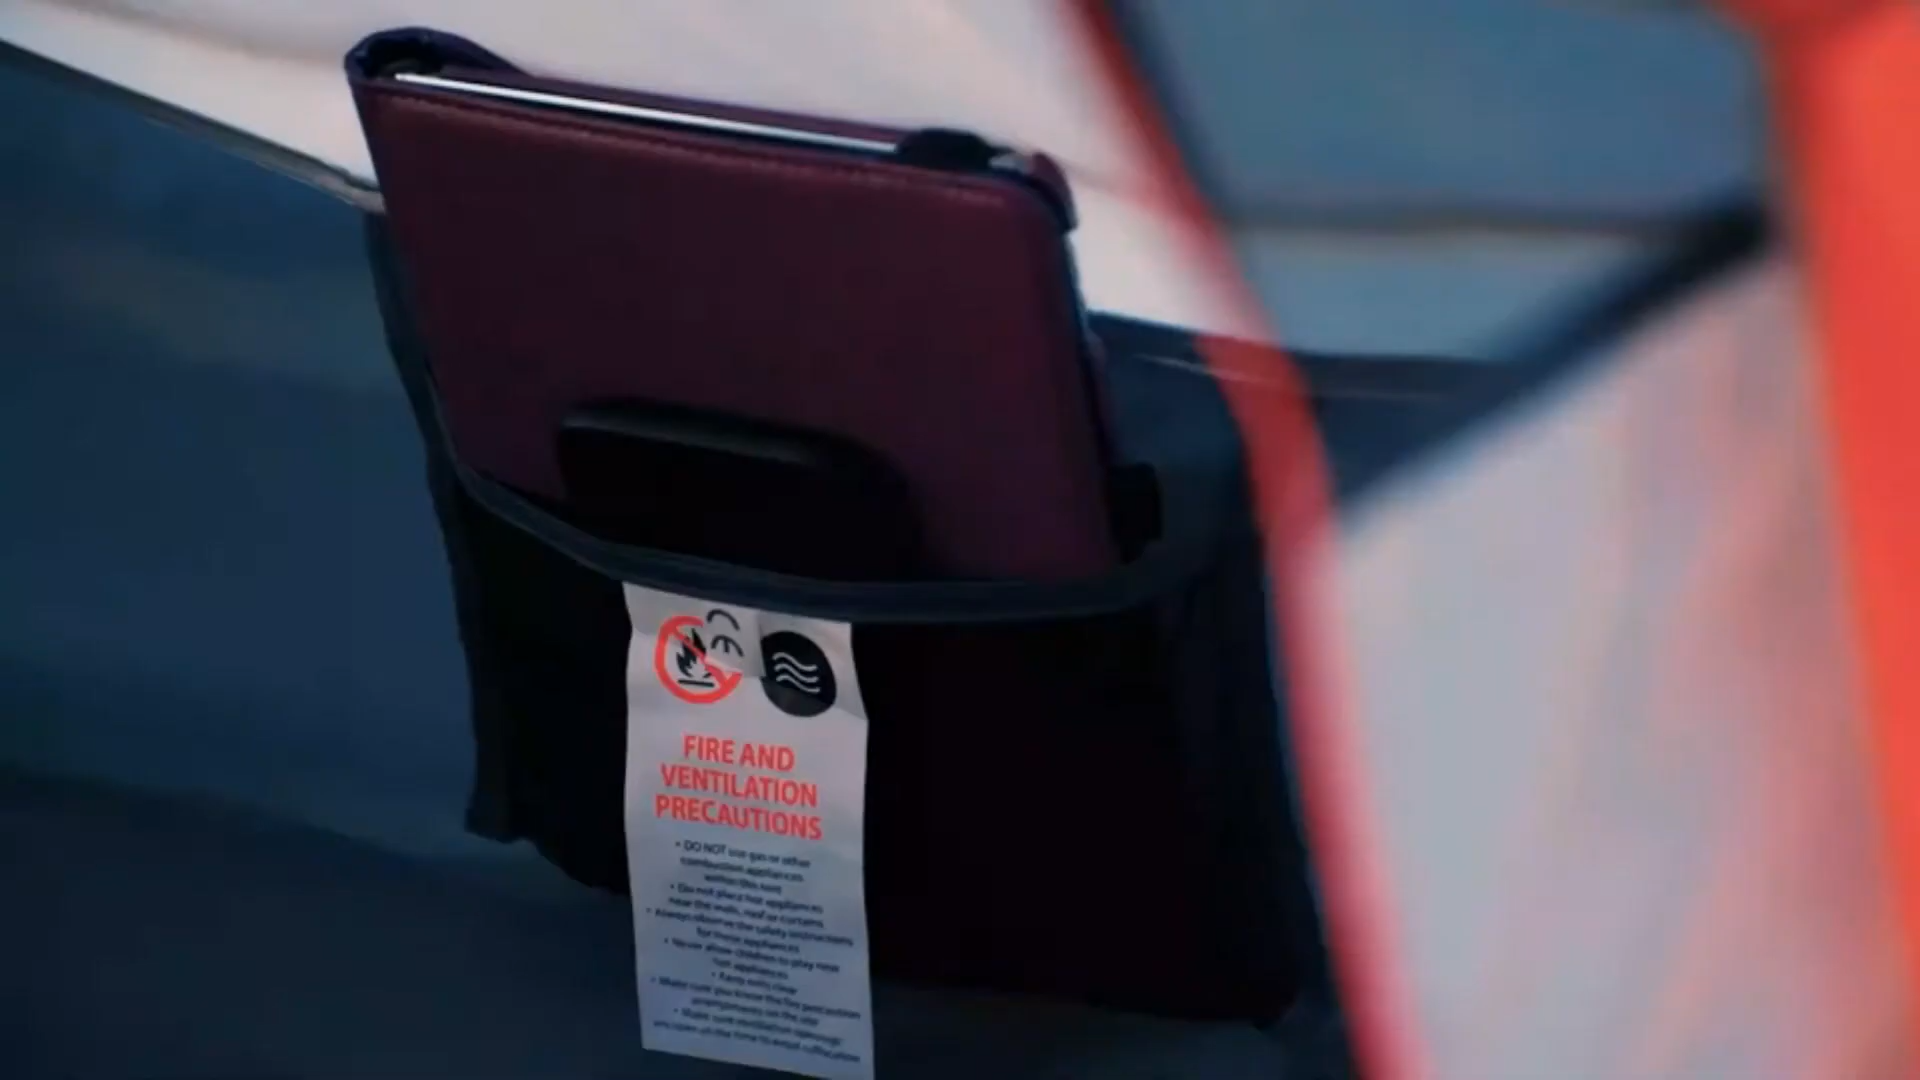 CE
FIRE AND
VENTILATION
PRECAUTIONS
• DO NOT use gas or other
combustion appliances
within this tent
• Do not place hot appliances
near the walls, roof or curtains
• Always observe the safety instructions
for these appliances
• Never allow children to play near
hot appliances
• Keep exits clear
• Make sure you know the fire precaution
arrangements on the site
• Make sure ventilation openings
are open all the time to avoid suffocation